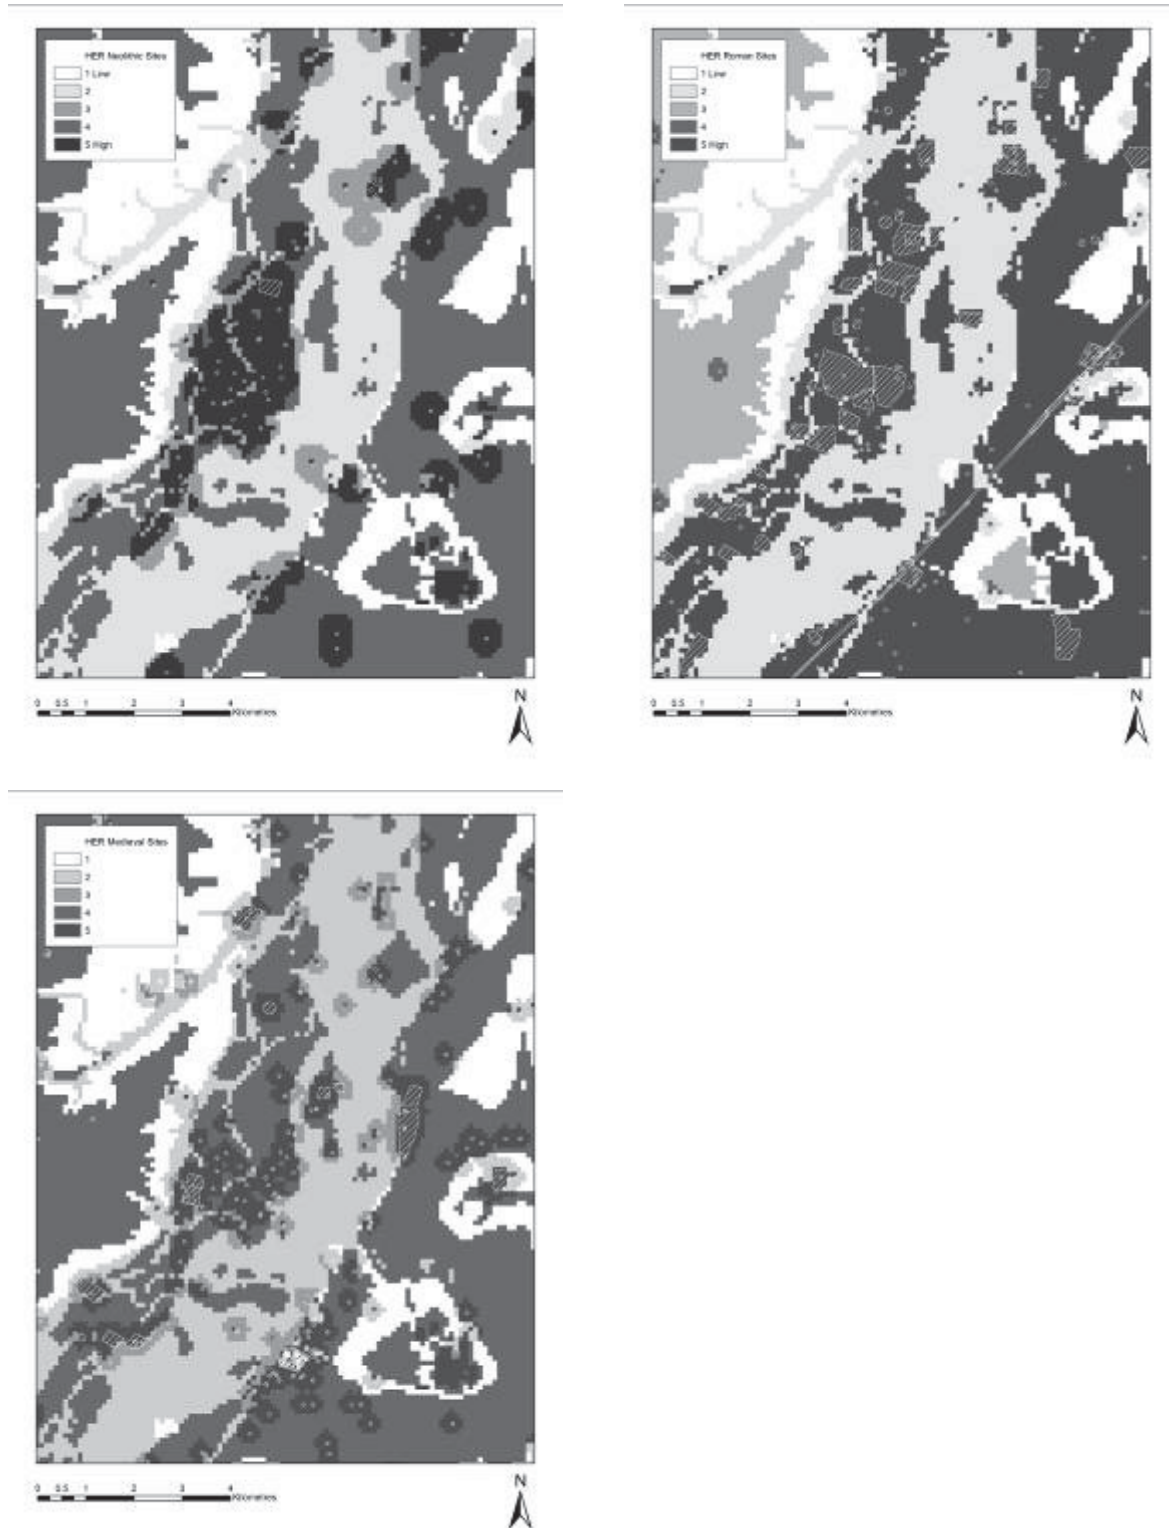 HER Neolithic Sites
1 Low
2
3
4
5 High
0 0.5 1 2 3 4
Kilometres
N
HER Roman Sites
1 Low
2
3
4
5 High
0 0.5 1 2 3 4
Kilometres
N
HER Medieval Sites
1
2
3
4
5
0 0.5 1 2 3 4
Kilometres
N